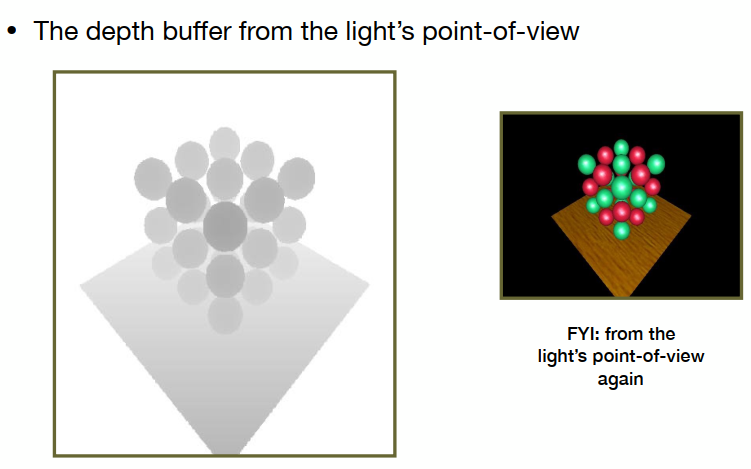 • The depth buffer from the light’s point-of-view
FYI: from the
light’s point-of-view
again